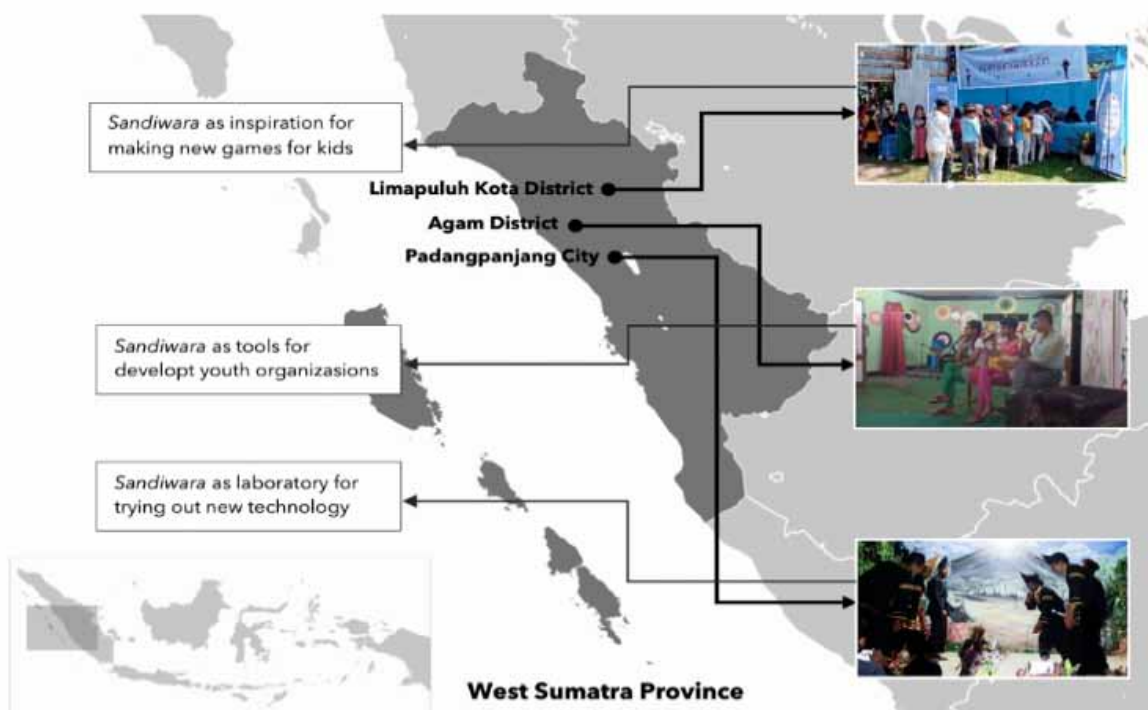 Sandiwara as inspiration for
making new games for kids
Limapuluh Kota District
Agam District
Padangpanjang City
Sandiwara as tools for
developt youth organizasions
Sandiwara as laboratory for
trying out new technology
West Sumatra Province